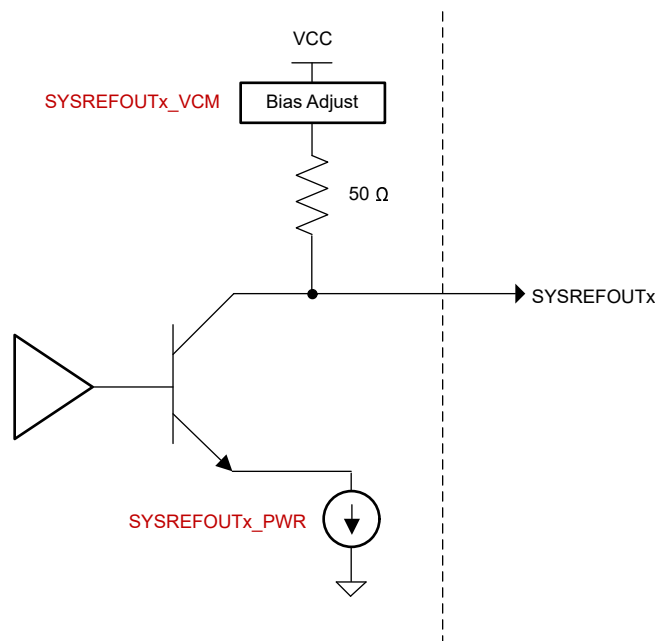 VCC
SYSREFOUTx_VCM
Bias Adjust
50 Ω
SYSREFOUTx
SYSREFOUTx_PWR